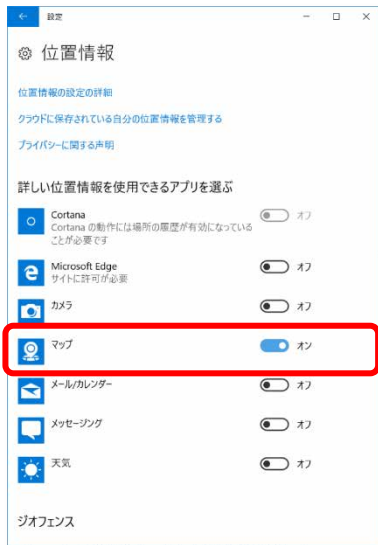 設定
位置情報
位置情報の設定の詳細
クラウドに保存されている自分の位置情報を管理する
プライバシーに関する声明
詳しい位置情報を使用できるアプリを選ぶ
Cortana
Cortana の動作には場所の履歴が有効になっている
ことが必要です
オフ
Microsoft Edge
サイトに許可が必要
オフ
カメラ
オフ
マップ
オン
メール/カレンダー
オフ
メッセージング
オフ
天気
オフ
ジオフェンス